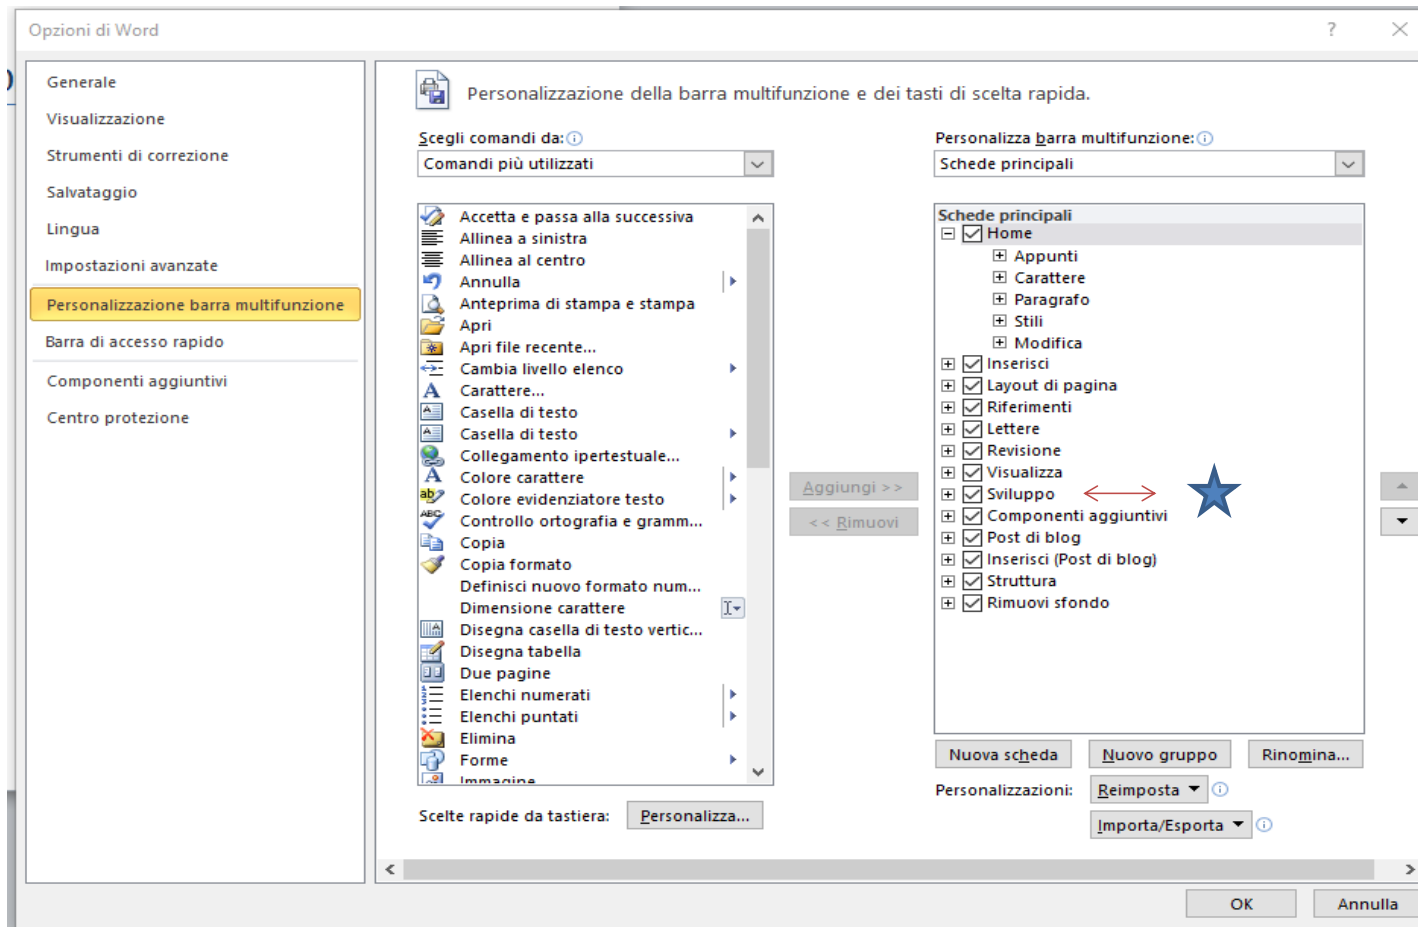 Opzioni di Word
?
Generale
Visualizzazione
Strumenti di correzione
Salvataggio
Lingua
Impostazioni avanzate
Personalizzazione barra multifunzione
Barra di accesso rapido
Componenti aggiuntivi
Centro protezione
Personalizzazione della barra multifunzione e dei tasti di scelta rapida.
Scegli comandi da:
Comandi più utilizzati
Accetta e passa alla successiva
Allinea a sinistra
Allinea al centro
Annulla
Anteprima di stampa e stampa
Apri
Apri file recente...
Cambia livello elenco
Carattere...
Casella di testo
Casella di testo
Collegamento ipertestuale...
Colore carattere
Colore evidenziatore testo
Controllo ortografia e gramm...
Copia
Copia formato
Definisci nuovo formato num...
Dimensione carattere
Disegna casella di testo vertic...
Disegna tabella
Due pagine
Elenchi numerati
Elenchi puntati
Elimina
Forme
Immagine
Scelte rapide da tastiera: Personalizza...
Aggiungi >>
<< Rimuovi
Personalizza barra multifunzione:
Schede principali
Schede principali
Home
Appunti
Carattere
Paragrafo
Stili
Modifica
Inserisci
Layout di pagina
Riferimenti
Lettere
Revisione
Visualizza
Sviluppo
Componenti aggiuntivi
Post di blog
Inserisci (Post di blog)
Struttura
Rimuovi sfondo
Nuova scheda Nuovo gruppo Rinomina...
Personalizzazioni: Reimposta
Importa/Esporta
OK Annulla